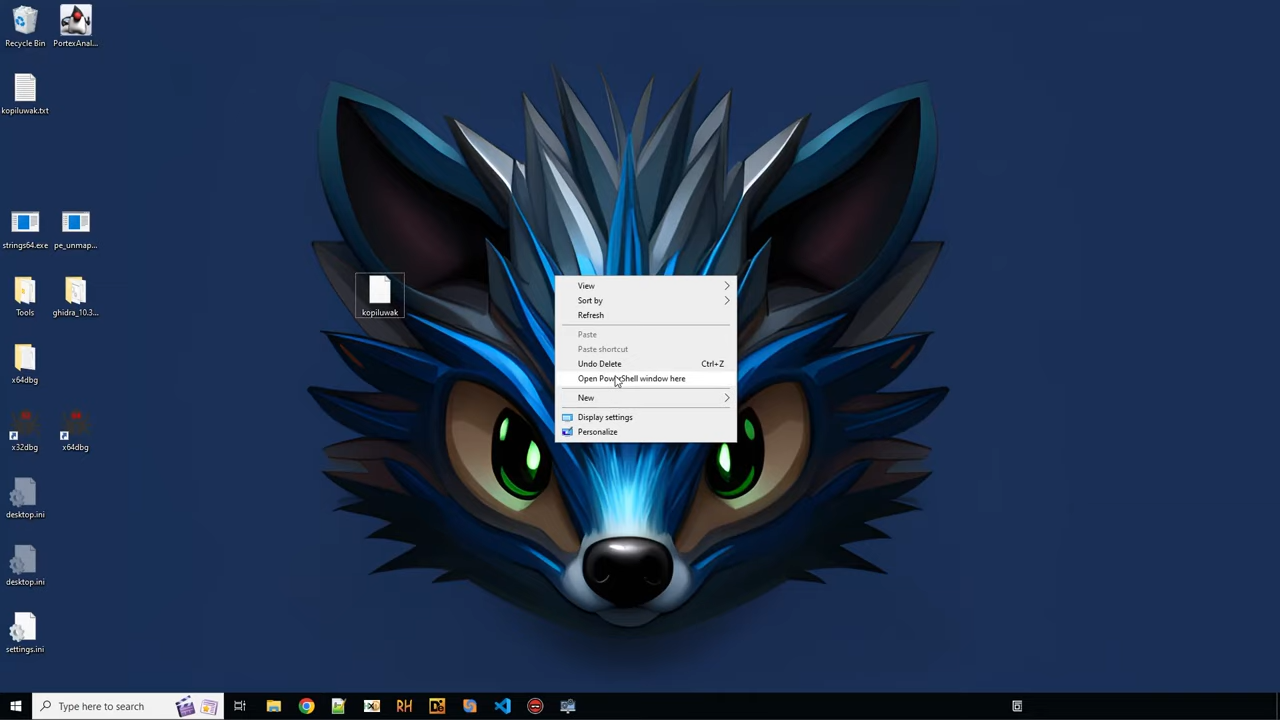 Recycle Bin
PortexAnal...
kopiluwak.txt
strings64.exe
pe_unmap...
Tools
ghidra_10.3...
x64dbg
x32dbg
x64dbg
desktop.ini
desktop.ini
settings.ini
kopiluwak
View
Sort by
Refresh
Paste
Paste shortcut
Undo Delete Ctrl+Z
Open PowerShell window here
New
Display settings
Personalize
Type here to search
RH